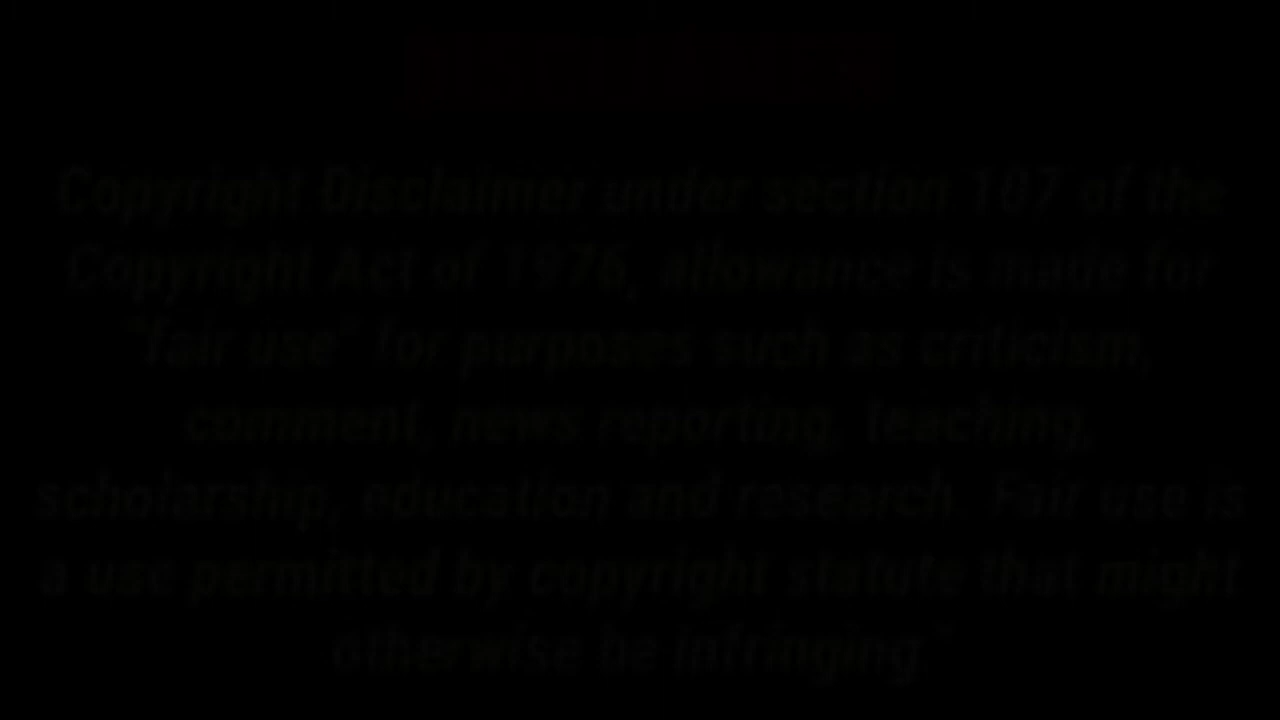 Copyright Disclaimer under section 107 of the
Copyright Act of 1976, allowance is made for
"fair use" for purposes such as criticism,
comment, news reporting, teaching,
scholarship, education and research. Fair use is
a use permitted by copyright statute that might
otherwise be infringing."